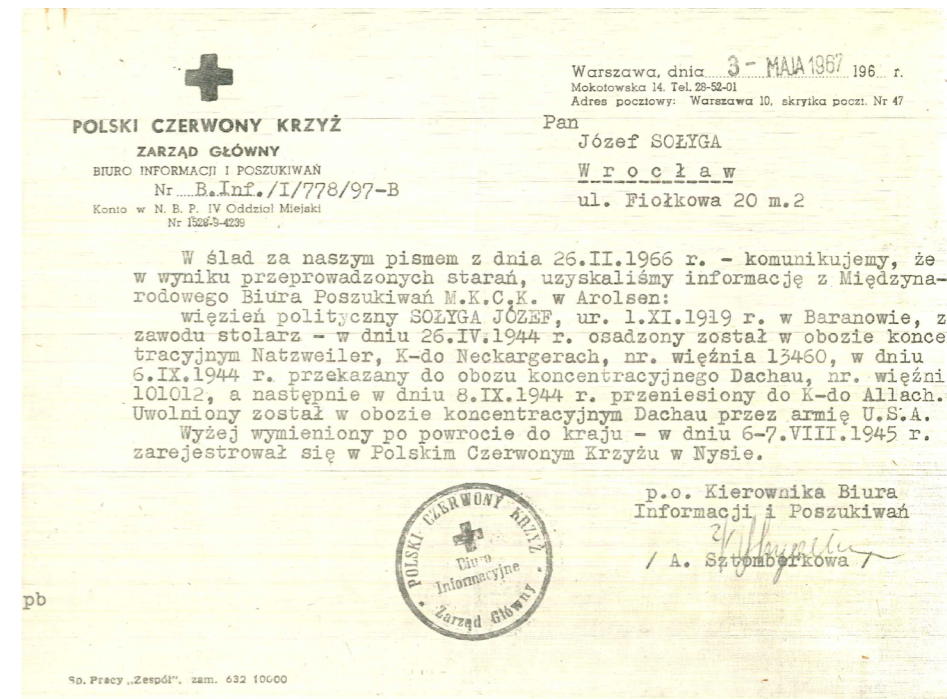 POLSKI CZERWONY KRZYŻ
ZARZĄD GŁÓWNY
BIURO INFORMACJI I POSZUKIWAŃ
Nr B.Inf./I/778/97-B
Konto w N. B. P. IV Oddział Miejski
Nr 1528-9-4239
Warszawa, dnia 3 - MAJA 1967 196 r.
Mokotowska 14. Tel. 28-52-01
Adres pocztowy: Warszawa 10, skrytka poczt. Nr 47
Pan
Józef SOŁYGA
Wrocław
ul. Fiołkowa 20 m.2
W ślad za naszym pismem z dnia 26.II.1966 r. - komunikujemy, że
w wyniku przeprowadzonych starań, uzyskaliśmy informację z Międzyna-
rodowego Biura Poszukiwań M.K.C.K. w Arolsen:
więzień polityczny SOŁYGA JÓZEF, ur. 1.XI.1919 r. w Baranowie, z
zawodu stolarz - w dniu 26.IV.1944 r. osadzony został w obozie konce
tracyjnym Natzweiler, K-do Neckargerach, nr. więźnia 13460, w dniu
6.IX.1944 r. przekazany do obozu koncentracyjnego Dachau, nr. więźni
101012, a następnie w dniu 8.IX.1944 r. przeniesiony do K-do Allach.
Uwolniony został w obozie koncentracyjnym Dachau przez armię U.S.A.
Wyżej wymieniony po powrocie do kraju - w dniu 6-7.VIII.1945 r.
zarejestrował się w Polskim Czerwonym Krzyżu w Nysie.
p.o. Kierownika Biura
Informacji i Poszukiwań
/ A. Sztomberkowa /
POLSKI CZERWONY KRZYŻ
Biuro
Informacyjne
Zarząd Główny
pb
Sp. Pracy „Zespół". zam. 632 10000